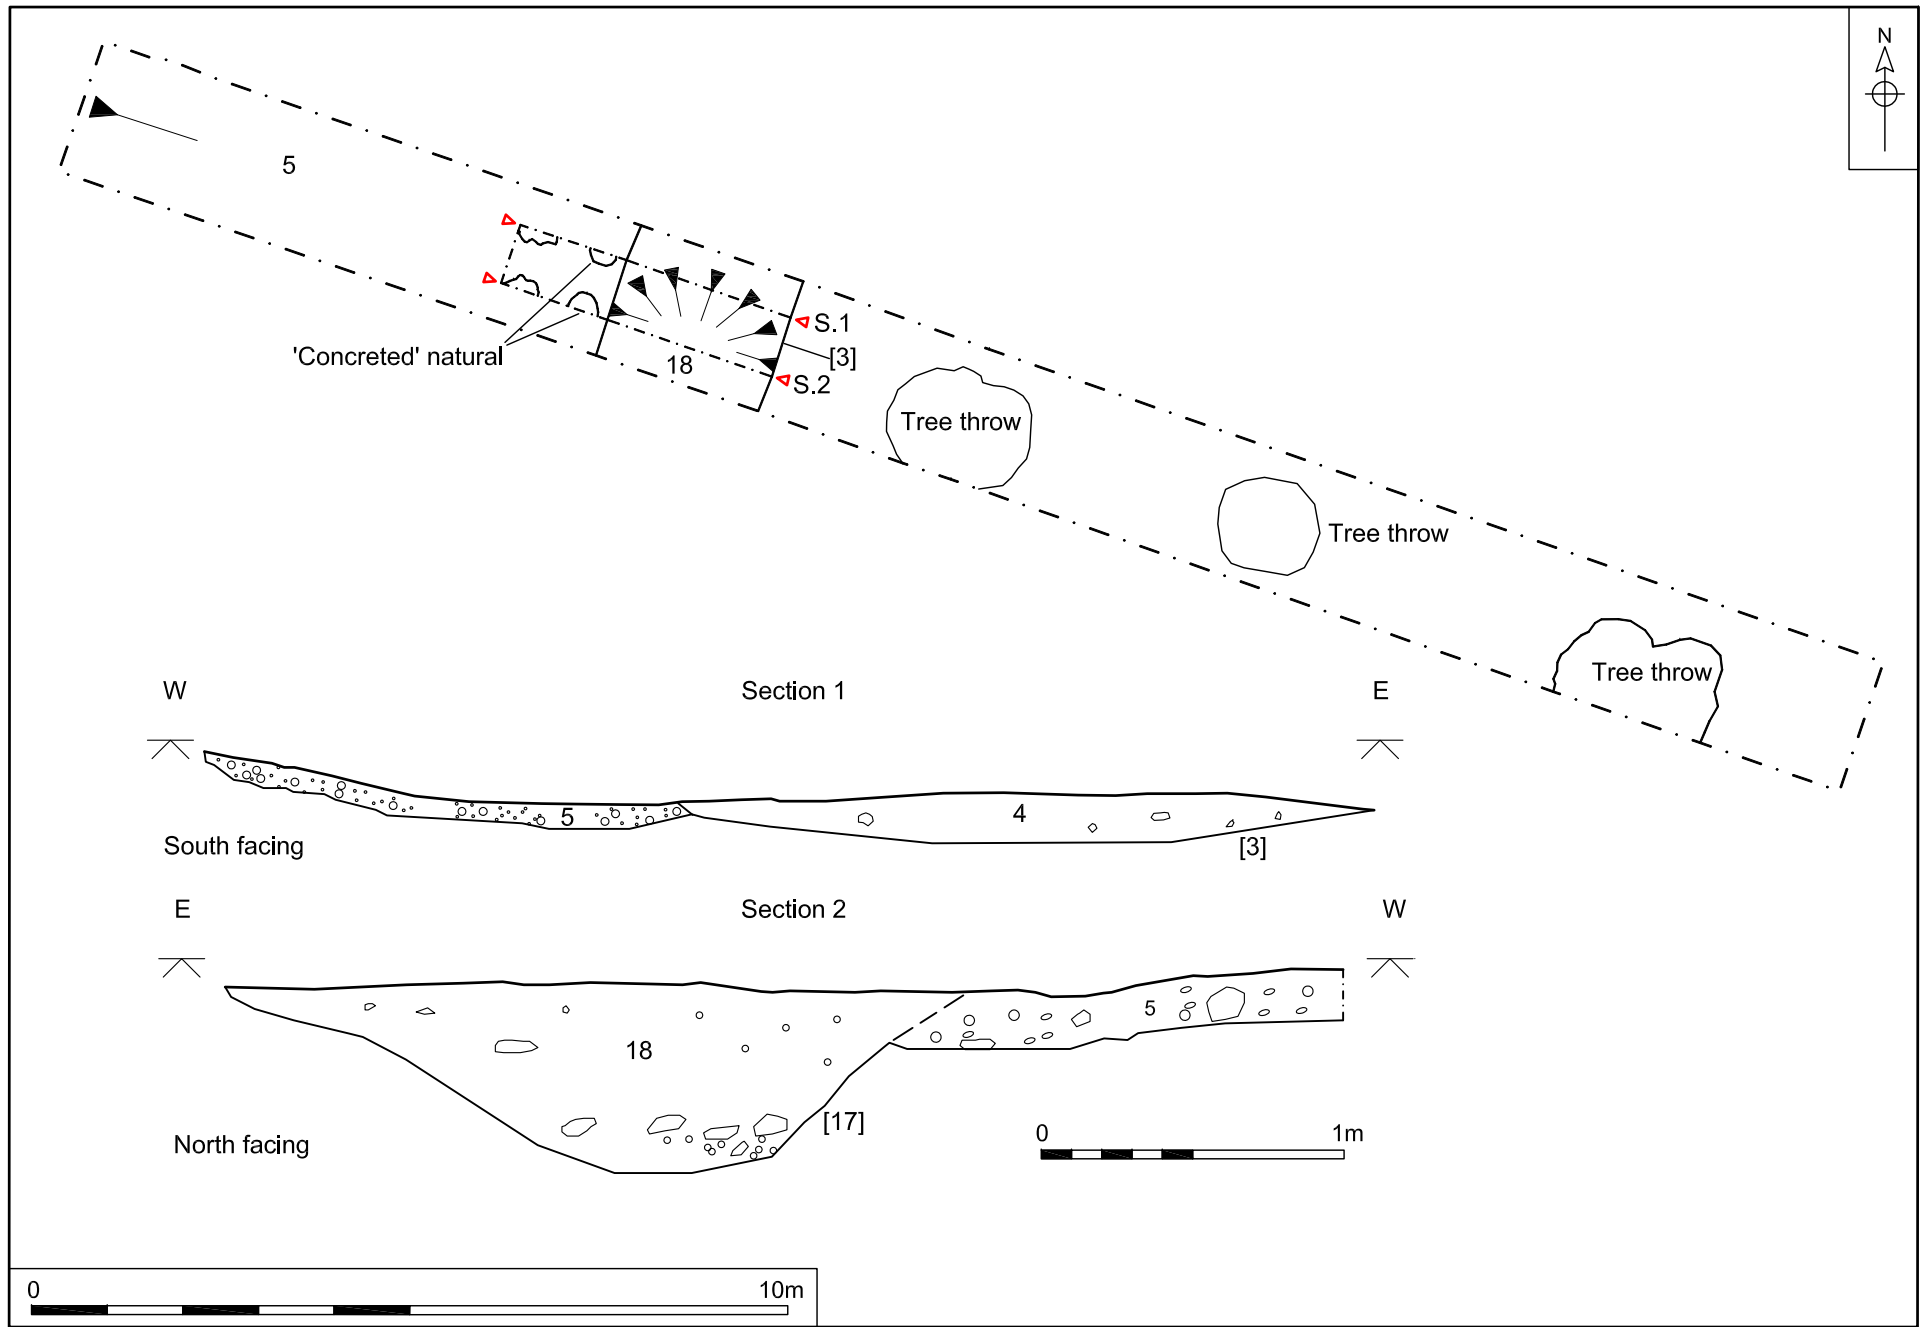 N
5
S.1
[3]
'Concreted' natural
18
S.2
Tree throw
Tree throw
Tree throw
W
Section 1
E
5
4
South facing
[3]
E
Section 2
W
5
18
[17]
North facing
0
1m
0
10m